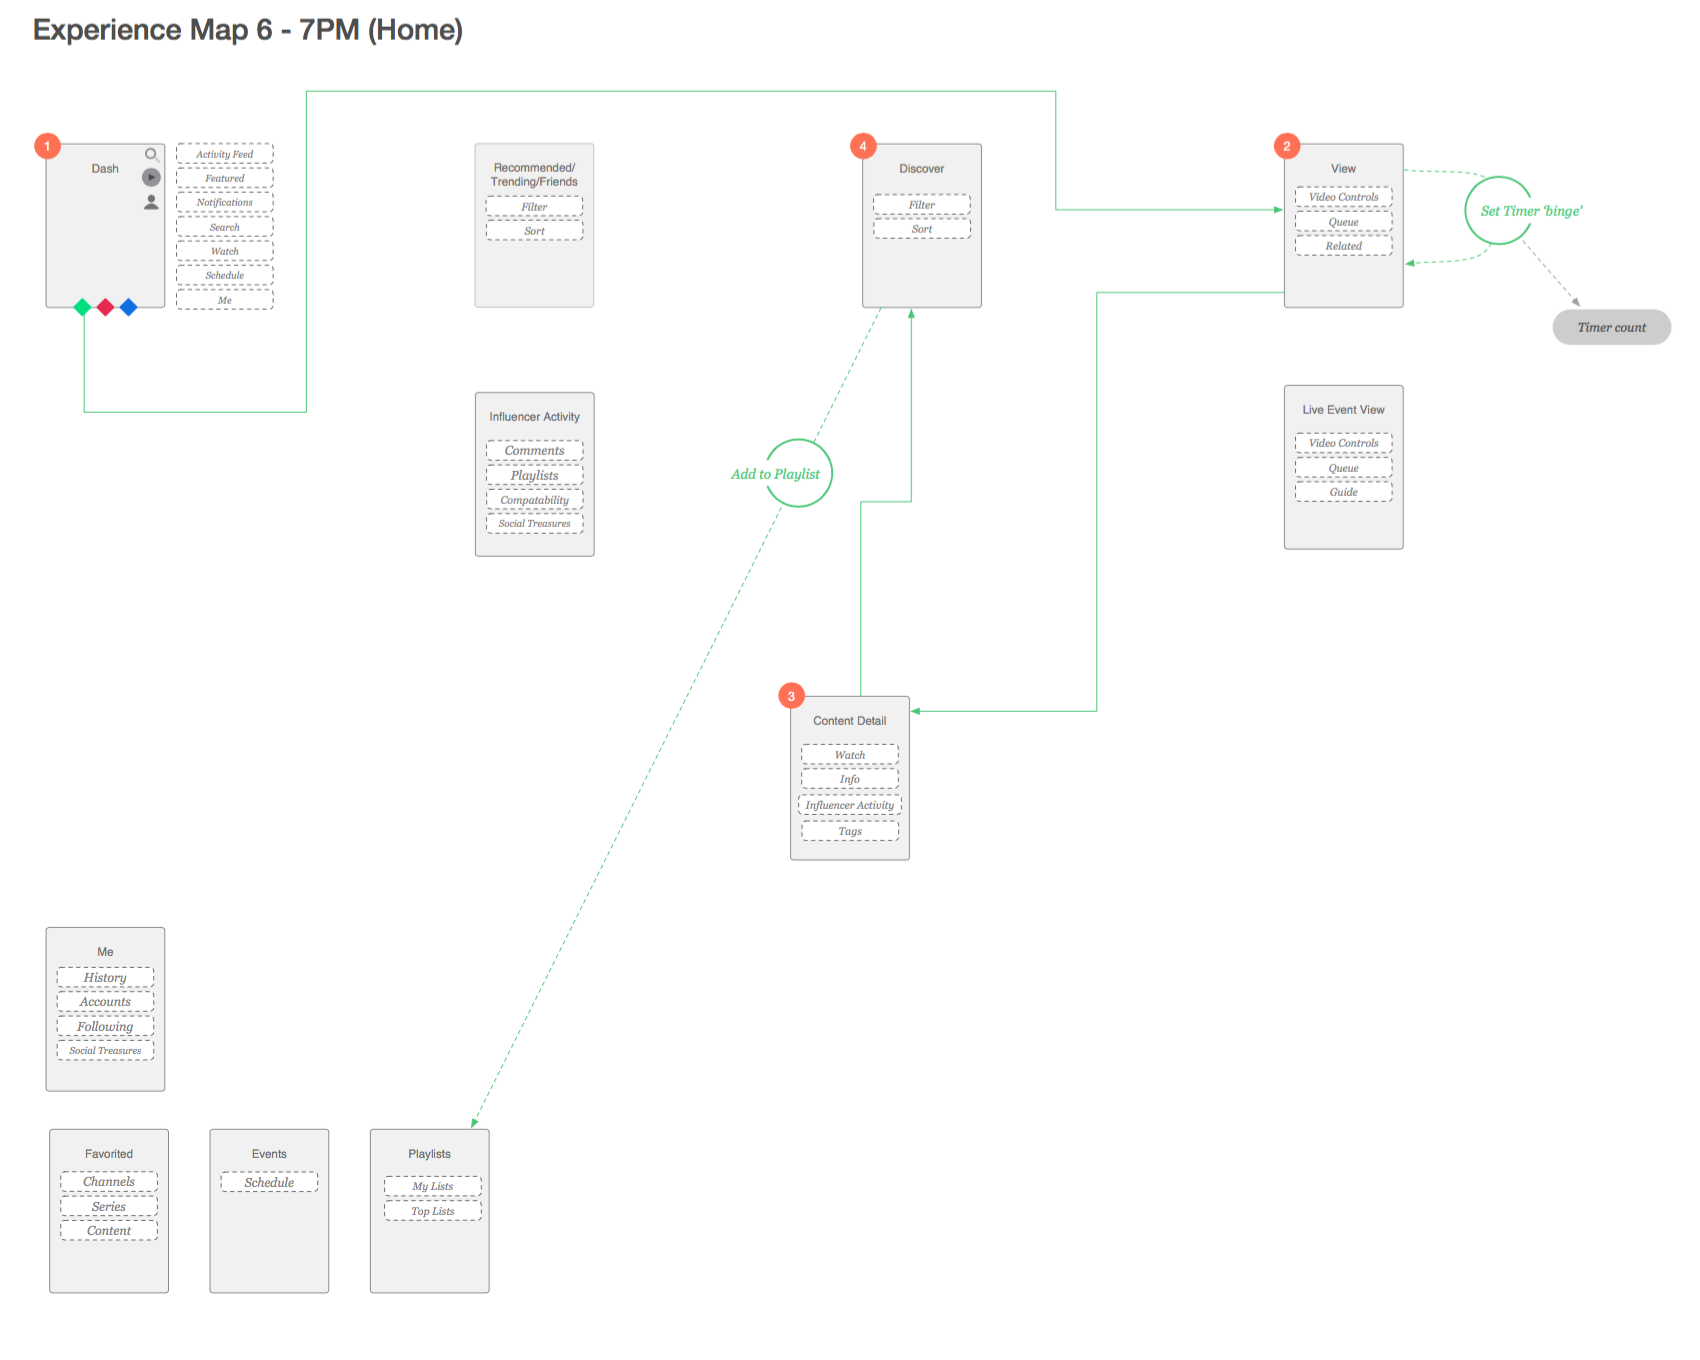 Experience Map 6 - 7PM (Home)
1
Dash
Activity Feed
Featured
Notifications
Search
Watch
Schedule
Me
Recommended/
Trending/Friends
Filter
Sort
4
Discover
Filter
Sort
2
View
Video Controls
Queue
Related
Set Timer ‘binge’
Timer count
Influencer Activity
Comments
Playlists
Compatability
Social Treasures
Add to Playlist
Live Event View
Video Controls
Queue
Guide
3
Content Detail
Watch
Info
Influencer Activity
Tags
Me
History
Accounts
Following
Social Treasures
Favorited
Channels
Series
Content
Events
Schedule
Playlists
My Lists
Top Lists